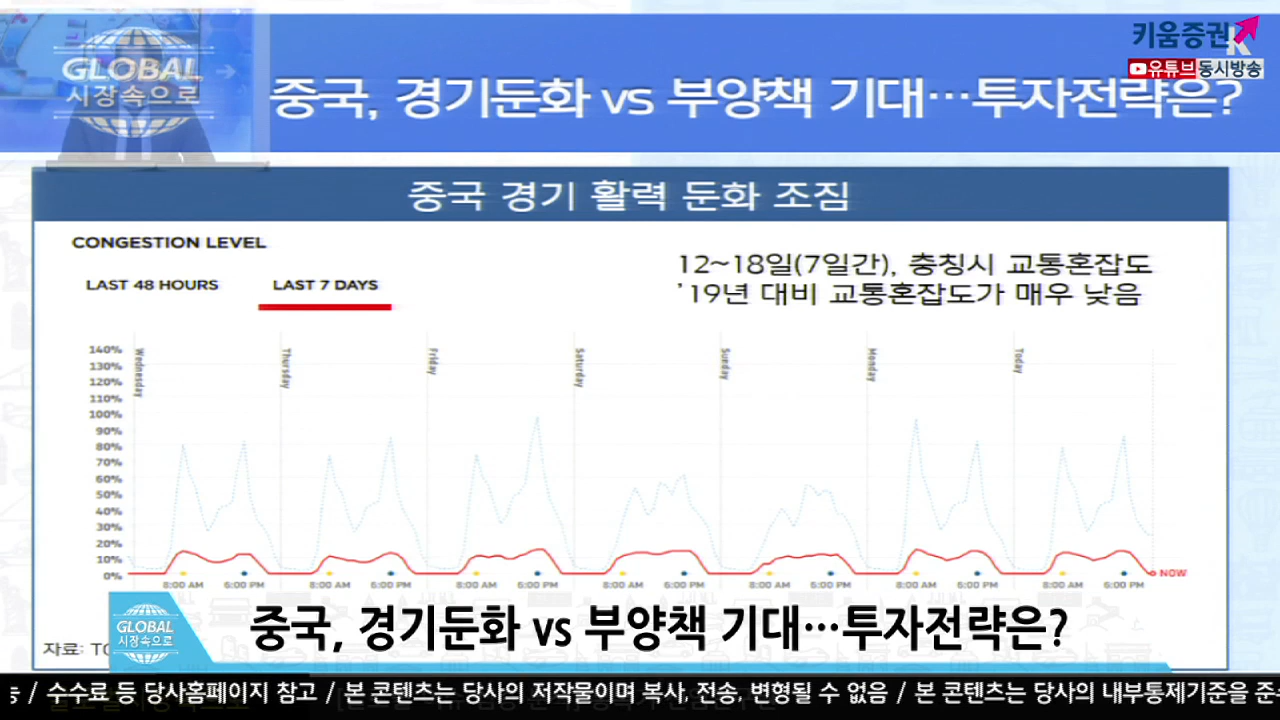 GLOBAL
시장속으로
중국, 경기둔화 vs 부양책 기대…투자전략은?
키움증권
K
유튜브 동시방송
중국 경기 활력 둔화 조짐
CONGESTION LEVEL
LAST 48 HOURS LAST 7 DAYS
12~18일(7일간), 충칭시 교통혼잡도
'19년 대비 교통혼잡도가 매우 낮음
140%
130%
120%
110%
100%
90%
80%
70%
60%
50%
40%
30%
20%
10%
0%
Wednesday
Thursday
Friday
Saturday
Sunday
Monday
Today
8:00 AM 6:00 PM 8:00 AM 6:00 PM 8:00 AM 6:00 PM 8:00 AM 6:00 PM 8:00 AM 6:00 PM 8:00 AM 6:00 PM 8:00 AM 6:00 PM
NOW
자료:
GLOBAL
시장속으로
중국, 경기둔화 vs 부양책 기대…투자전략은?
/ 수수료 등 당사홈페이지 참고 / 본 콘텐츠는 당사의 저작물이며 복사, 전송, 변형될 수 없음 / 본 콘텐츠는 당사의 내부통제기준을